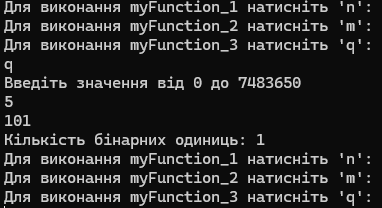 Для виконання myFunction_1 натисніть 'n':
Для виконання myFunction_2 натисніть 'm':
Для виконання myFunction_3 натисніть 'q':
q
Введіть значення від 0 до 7483650
5
101
Кількість бінарних одиниць: 1
Для виконання myFunction_1 натисніть 'n':
Для виконання myFunction_2 натисніть 'm':
Для виконання myFunction_3 натисніть 'q':